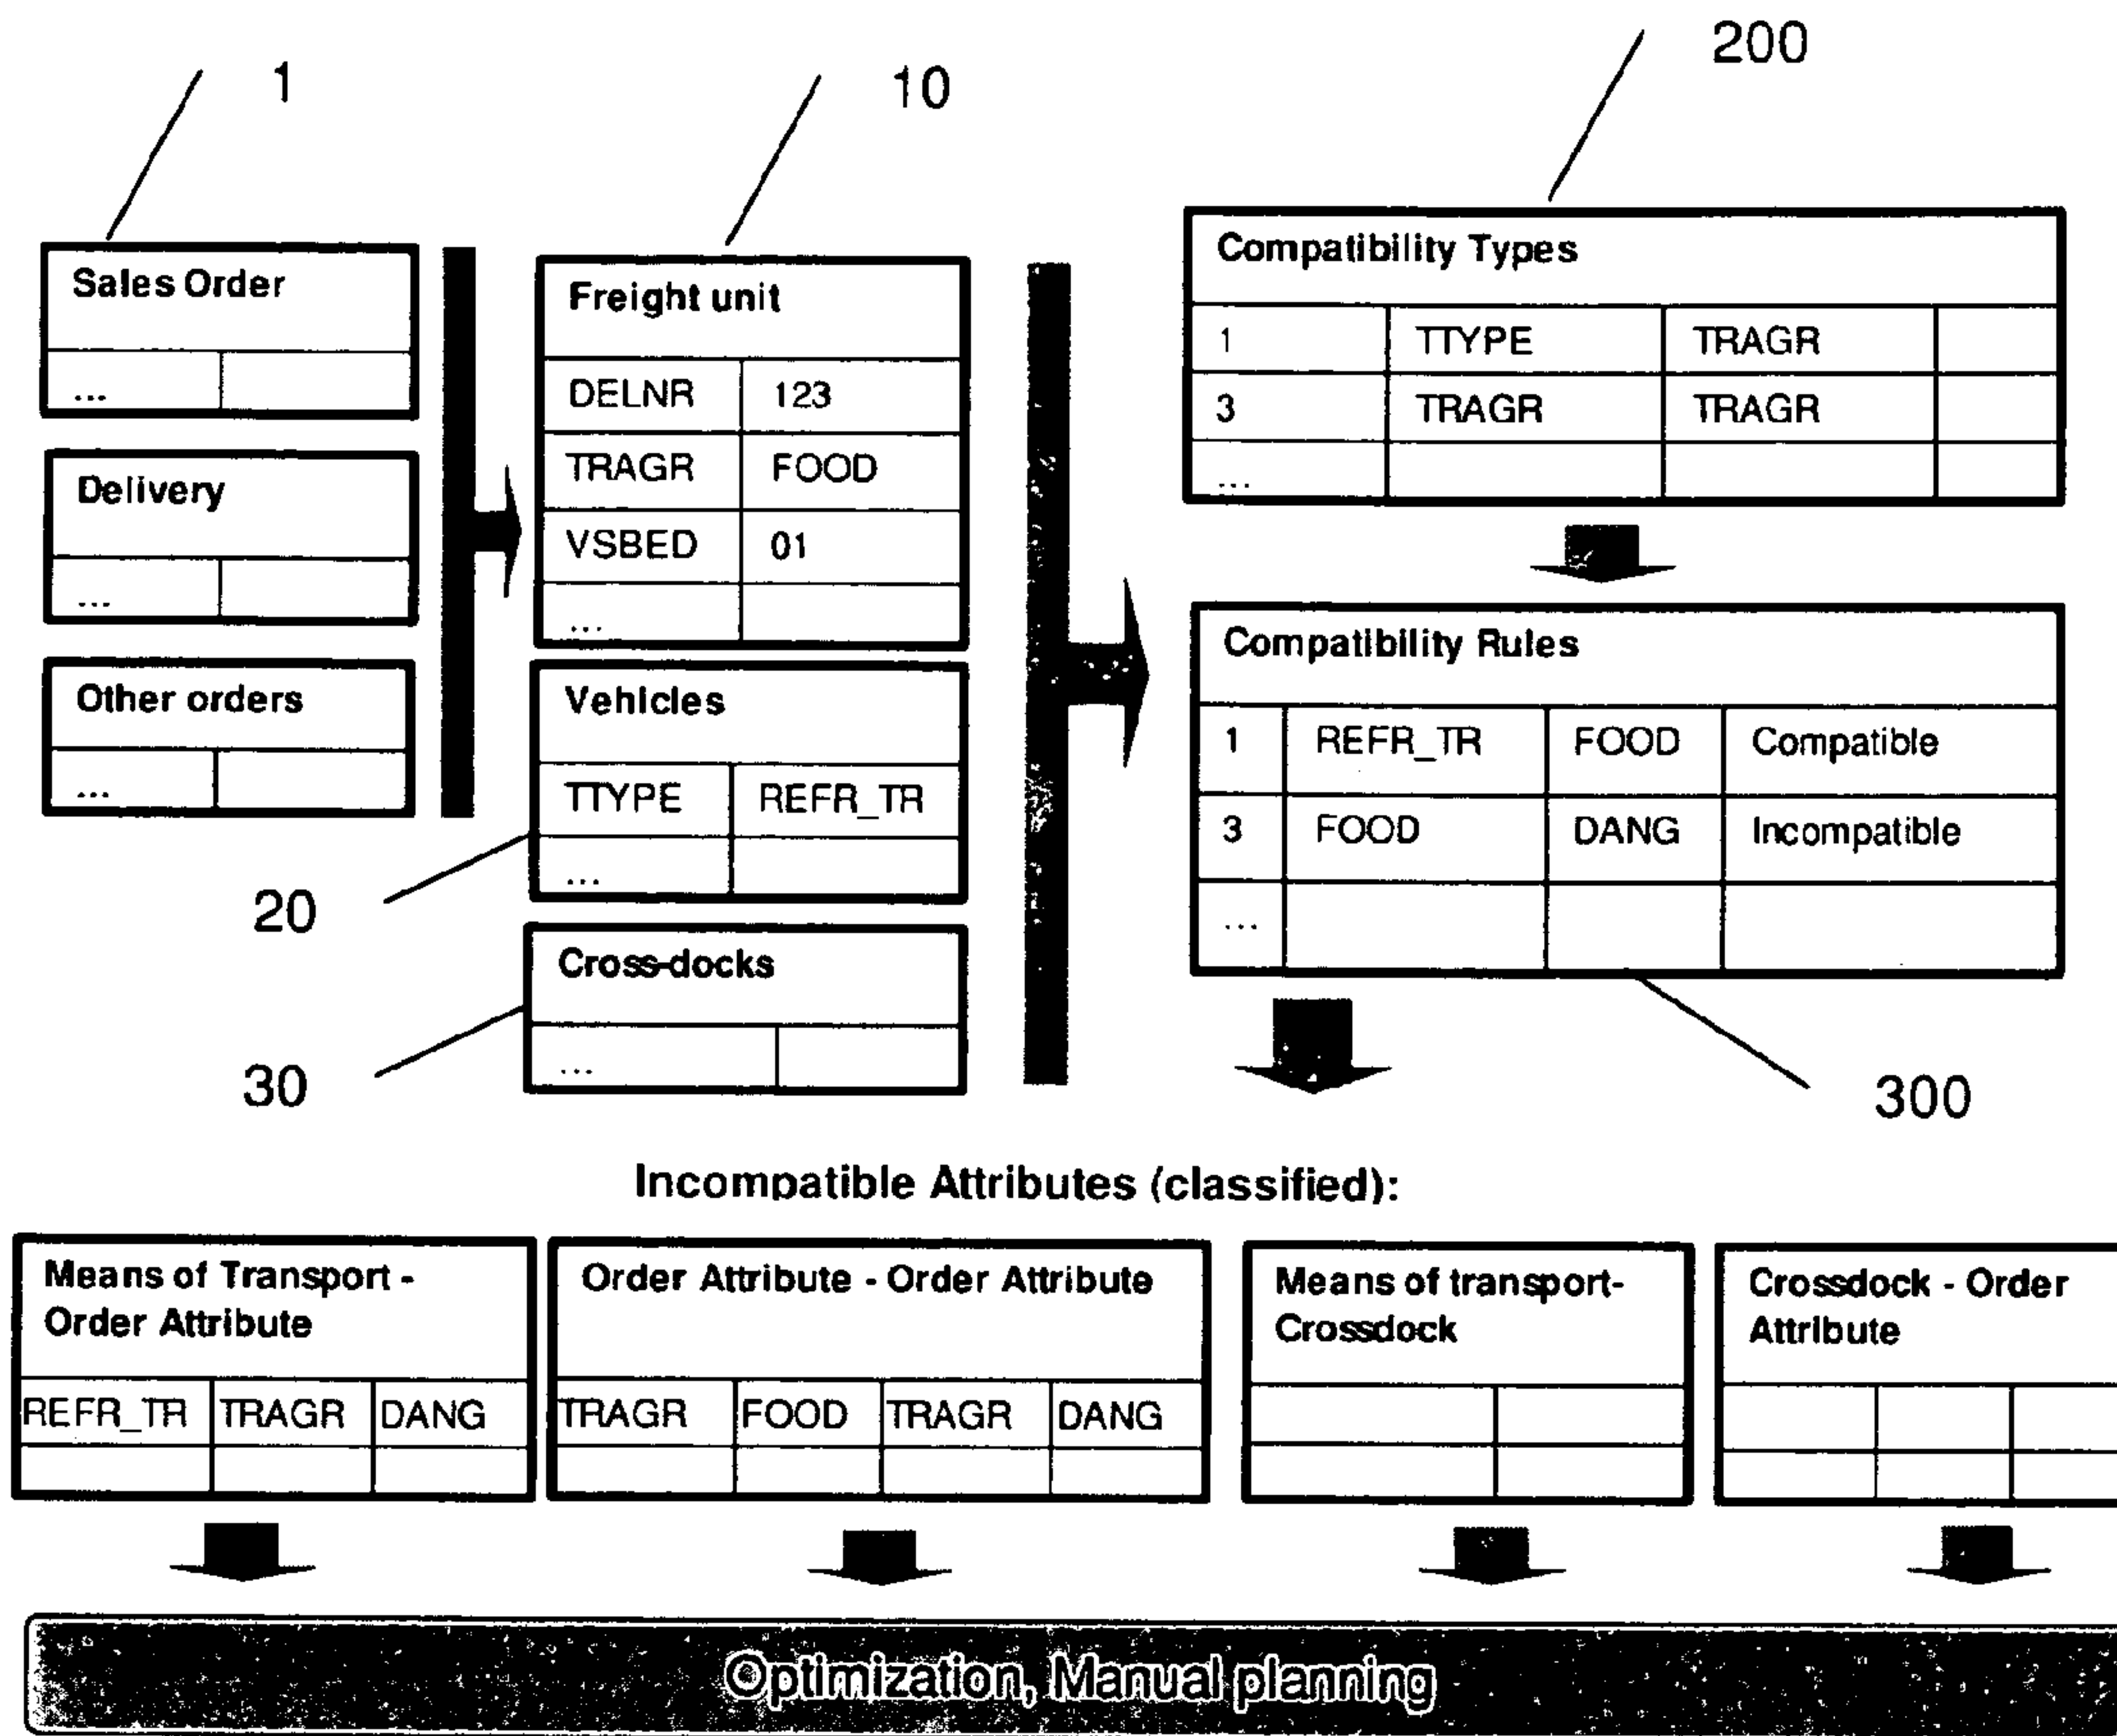 1
10
200
Sales Order
...
Delivery
...
Other orders
...
Freight unit
DELNR 123
TRAGR FOOD
VSBED 01
...
Vehicles
TTYPE REFR_TR
...
20
Cross-docks
...
30
Compatibility Types
1 TTYPE TRAGR
3 TRAGR TRAGR
...
Compatibility Rules
1 REFR_TR FOOD Compatible
3 FOOD DANG Incompatible
...
300
Incompatible Attributes (classified):
Means of Transport -
Order Attribute
REFR_TR TRAGR DANG
Order Attribute - Order Attribute
TRAGR FOOD TRAGR DANG
Means of transport-
Crossdock
Crossdock - Order
Attribute
Optimization, Manual planning